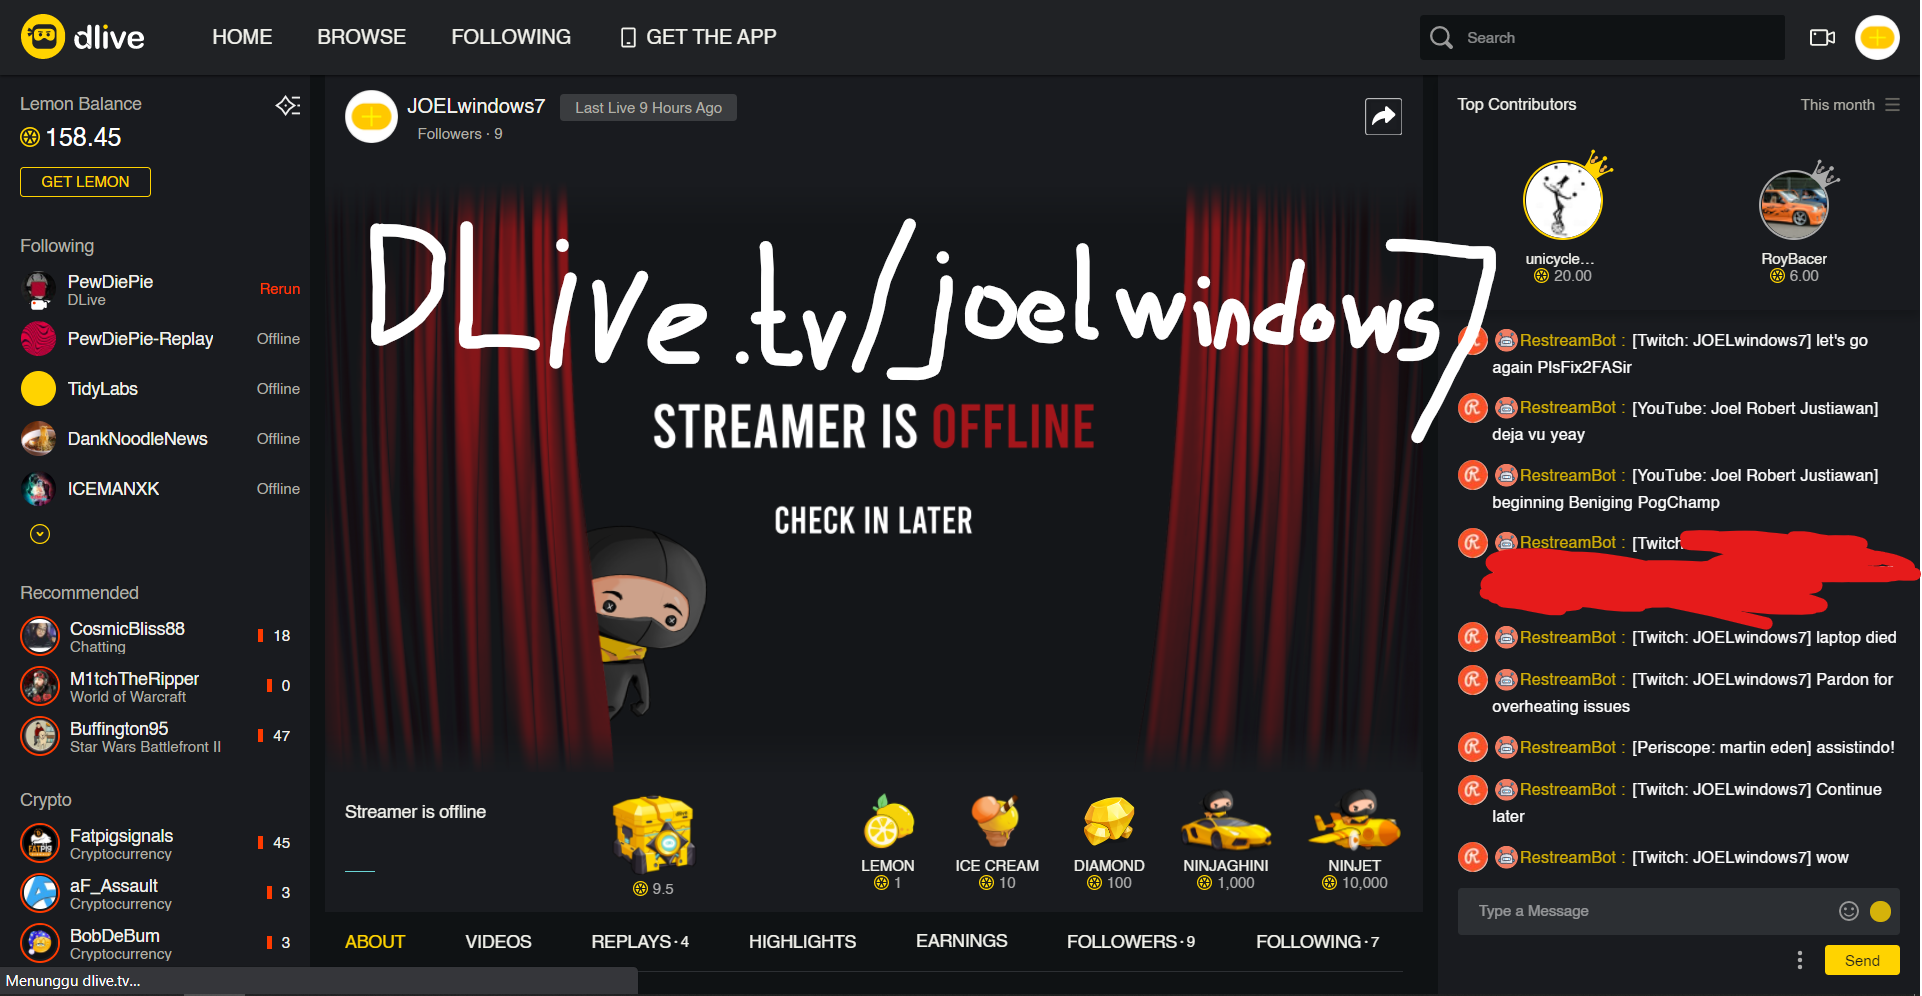 dlive
HOME BROWSE FOLLOWING GET THE APP
Search
Lemon Balance
158.45
GET LEMON
Following
PewDiePie
DLive
Rerun
PewDiePie-Replay Offline
TidyLabs Offline
DankNoodleNews Offline
ICEMANXK Offline
Recommended
CosmicBliss88
Chatting
18
M1tchTheRipper
World of Warcraft
0
Buffington95
Star Wars Battlefront II
47
Crypto
Fatpigsignals
Cryptocurrency
45
aF_Assault
Cryptocurrency
3
BobDeBum
Cryptocurrency
3
Menunggu dlive.tv...
JOELwindows7 Last Live 9 Hours Ago
Followers · 9
DLive.tv/joelwindows7
STREAMER IS OFFLINE
CHECK IN LATER
Streamer is offline
9.5
LEMON
1
ICE CREAM
10
DIAMOND
100
NINJAGHINI
1,000
NINJET
10,000
ABOUT VIDEOS REPLAYS · 4 HIGHLIGHTS EARNINGS FOLLOWERS · 9 FOLLOWING · 7
Top Contributors This month
unicycle...
20.00
RoyBacer
6.00
RestreamBot : [Twitch: JOELwindows7] let's go
again PlsFix2FASir
RestreamBot : [YouTube: Joel Robert Justiawan]
deja vu yeay
RestreamBot : [YouTube: Joel Robert Justiawan]
beginning Beniging PogChamp
RestreamBot : [Twitch
RestreamBot : [Twitch: JOELwindows7] laptop died
RestreamBot : [Twitch: JOELwindows7] Pardon for
overheating issues
RestreamBot : [Periscope: martin eden] assistindo!
RestreamBot : [Twitch: JOELwindows7] Continue
later
RestreamBot : [Twitch: JOELwindows7] wow
Type a Message
Send